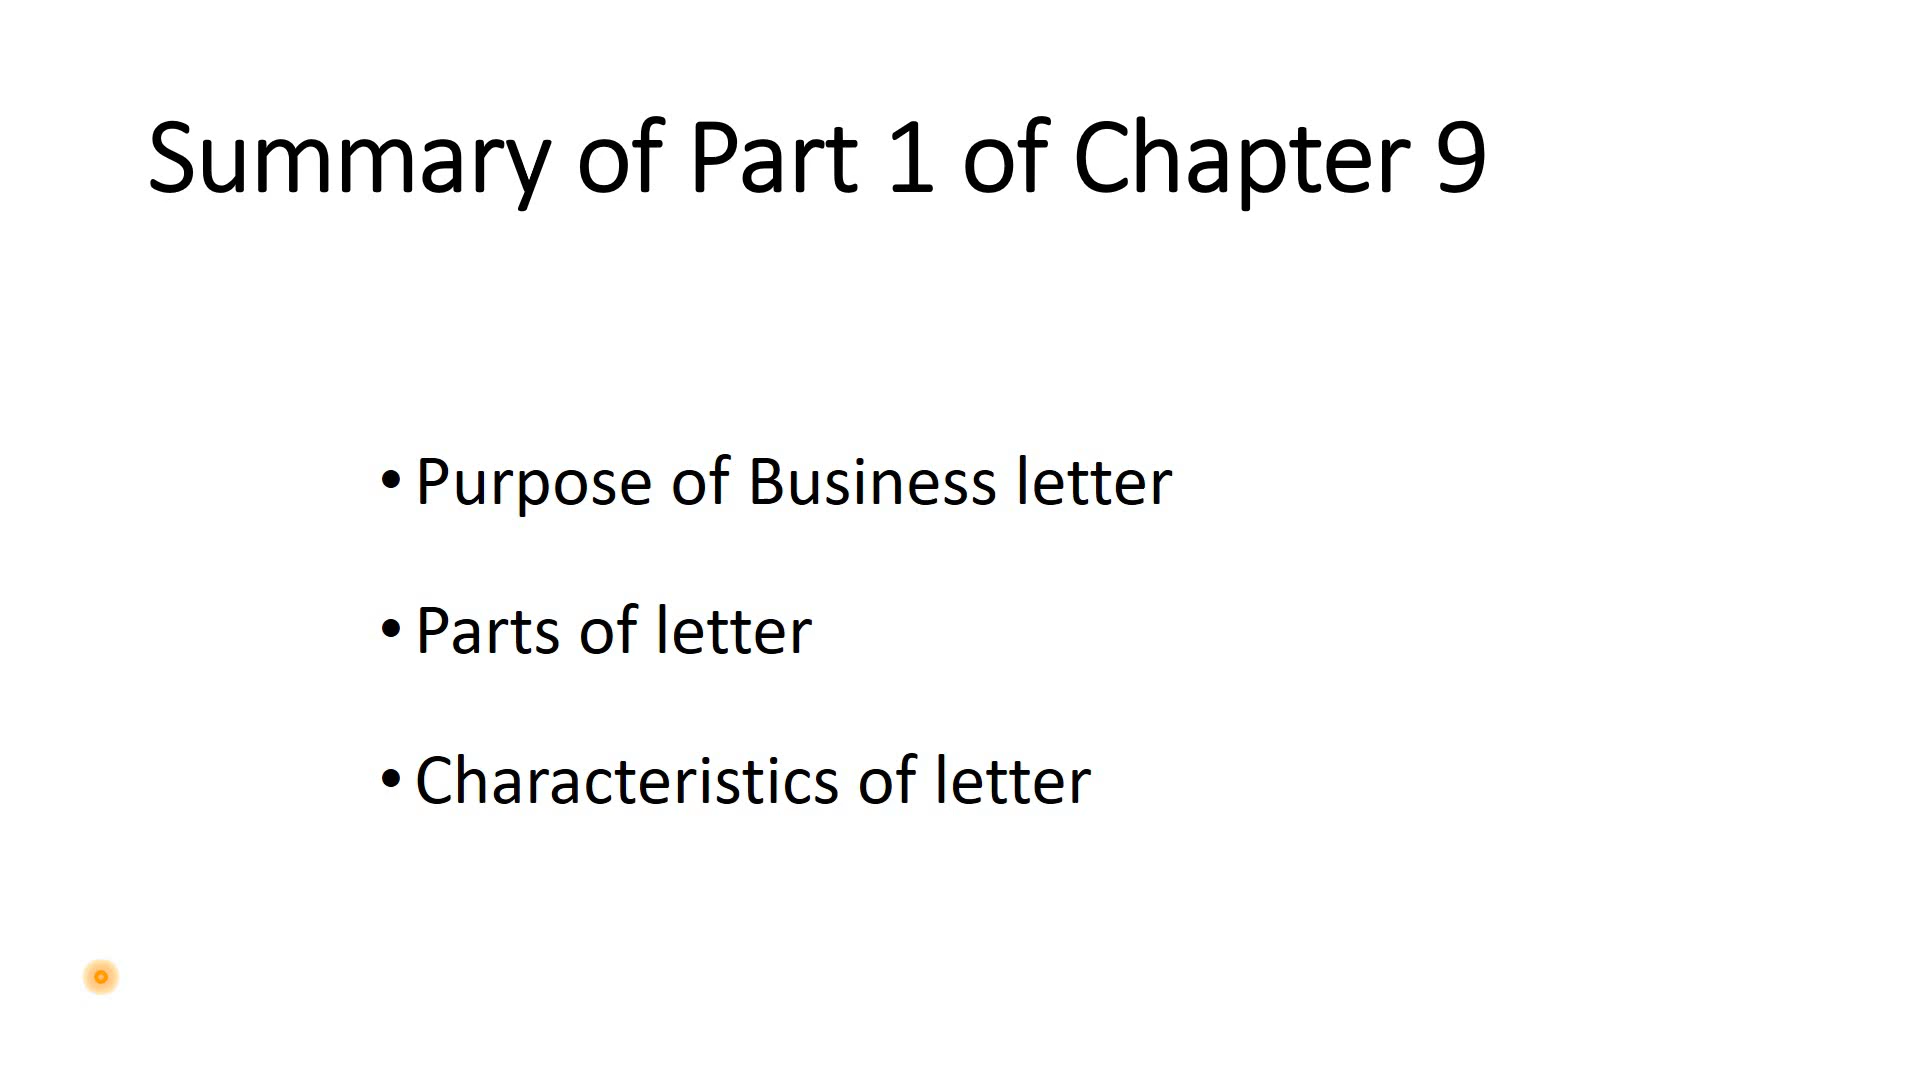 Summary of Part 1 of Chapter 9
• Purpose of Business letter
• Parts of letter
• Characteristics of letter